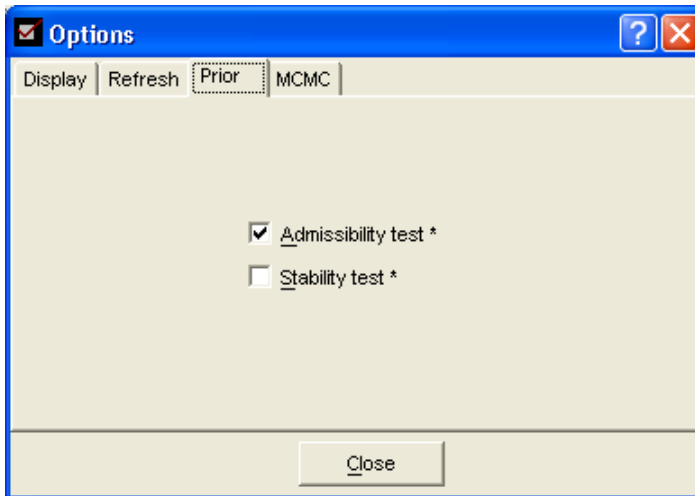 Options
Display Refresh Prior MCMC
Admissibility test *
Stability test *
Close